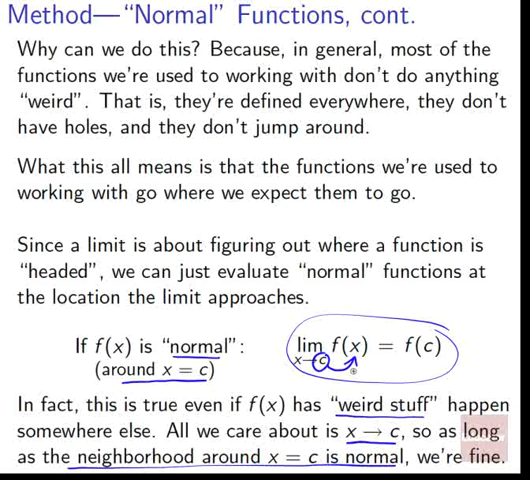 Method—“Normal” Functions, cont.
Why can we do this? Because, in general, most of the
functions we’re used to working with don’t do anything
“weird”. That is, they’re defined everywhere, they don’t
have holes, and they don’t jump around.
What this all means is that the functions we’re used to
working with go where we expect them to go.
Since a limit is about figuring out where a function is
“headed”, we can just evaluate “normal” functions at
the location the limit approaches.
If f(x) is “normal”: lim f(x) = f(c)
(around x = c) x→c
In fact, this is true even if f(x) has “weird stuff” happen
somewhere else. All we care about is x → c, so as long
as the neighborhood around x = c is normal, we’re fine.